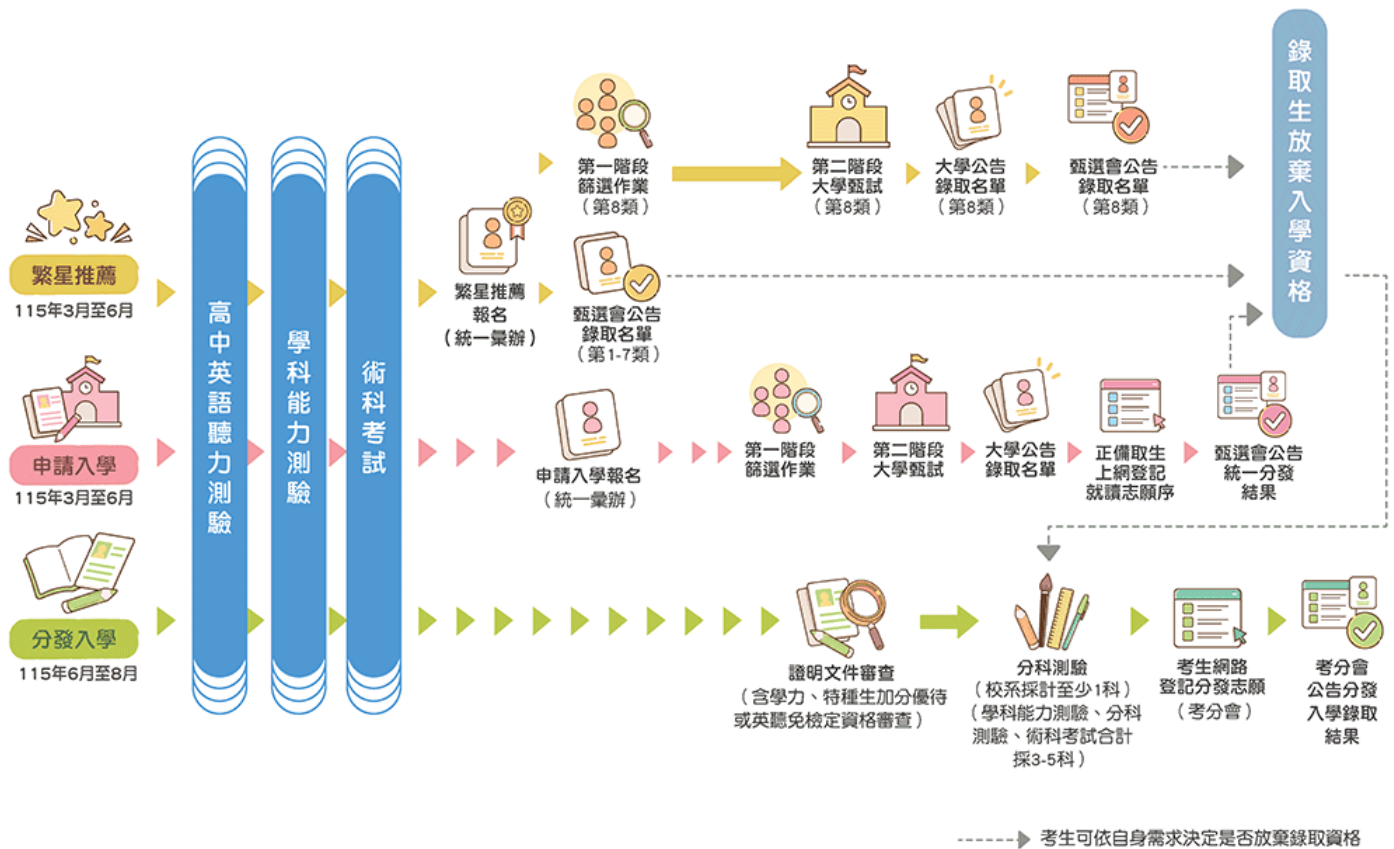 錄取生放棄入學資格
第一階段
篩選作業
（第8類）
第二階段
大學甄試
（第8類）
大學公告
錄取名單
（第8類）
甄選會公告
錄取名單
（第8類）
繁星推薦
115年3月至6月
高中英語聽力測驗
學科能力測驗
術科考試
繁星推薦
報名
（統一彙辦）
甄選會公告
錄取名單
（第1-7類）
申請入學
115年3月至6月
申請入學報名
（統一彙辦）
第一階段
篩選作業
第二階段
大學甄試
大學公告
錄取名單
正備取生
上網登記
就讀志願序
甄選會公告
統一分發
結果
分發入學
115年6月至8月
證明文件審查
（含學力、特種生加分優待
或英聽免檢定資格審查）
分科測驗
（校系採計至少1科）
（學科能力測驗、分科
測驗、術科考試合計
採3-5科）
考生網路
登記分發志願
（考分會）
考分會
公告分發
入學錄取
結果
考生可依自身需求決定是否放棄錄取資格